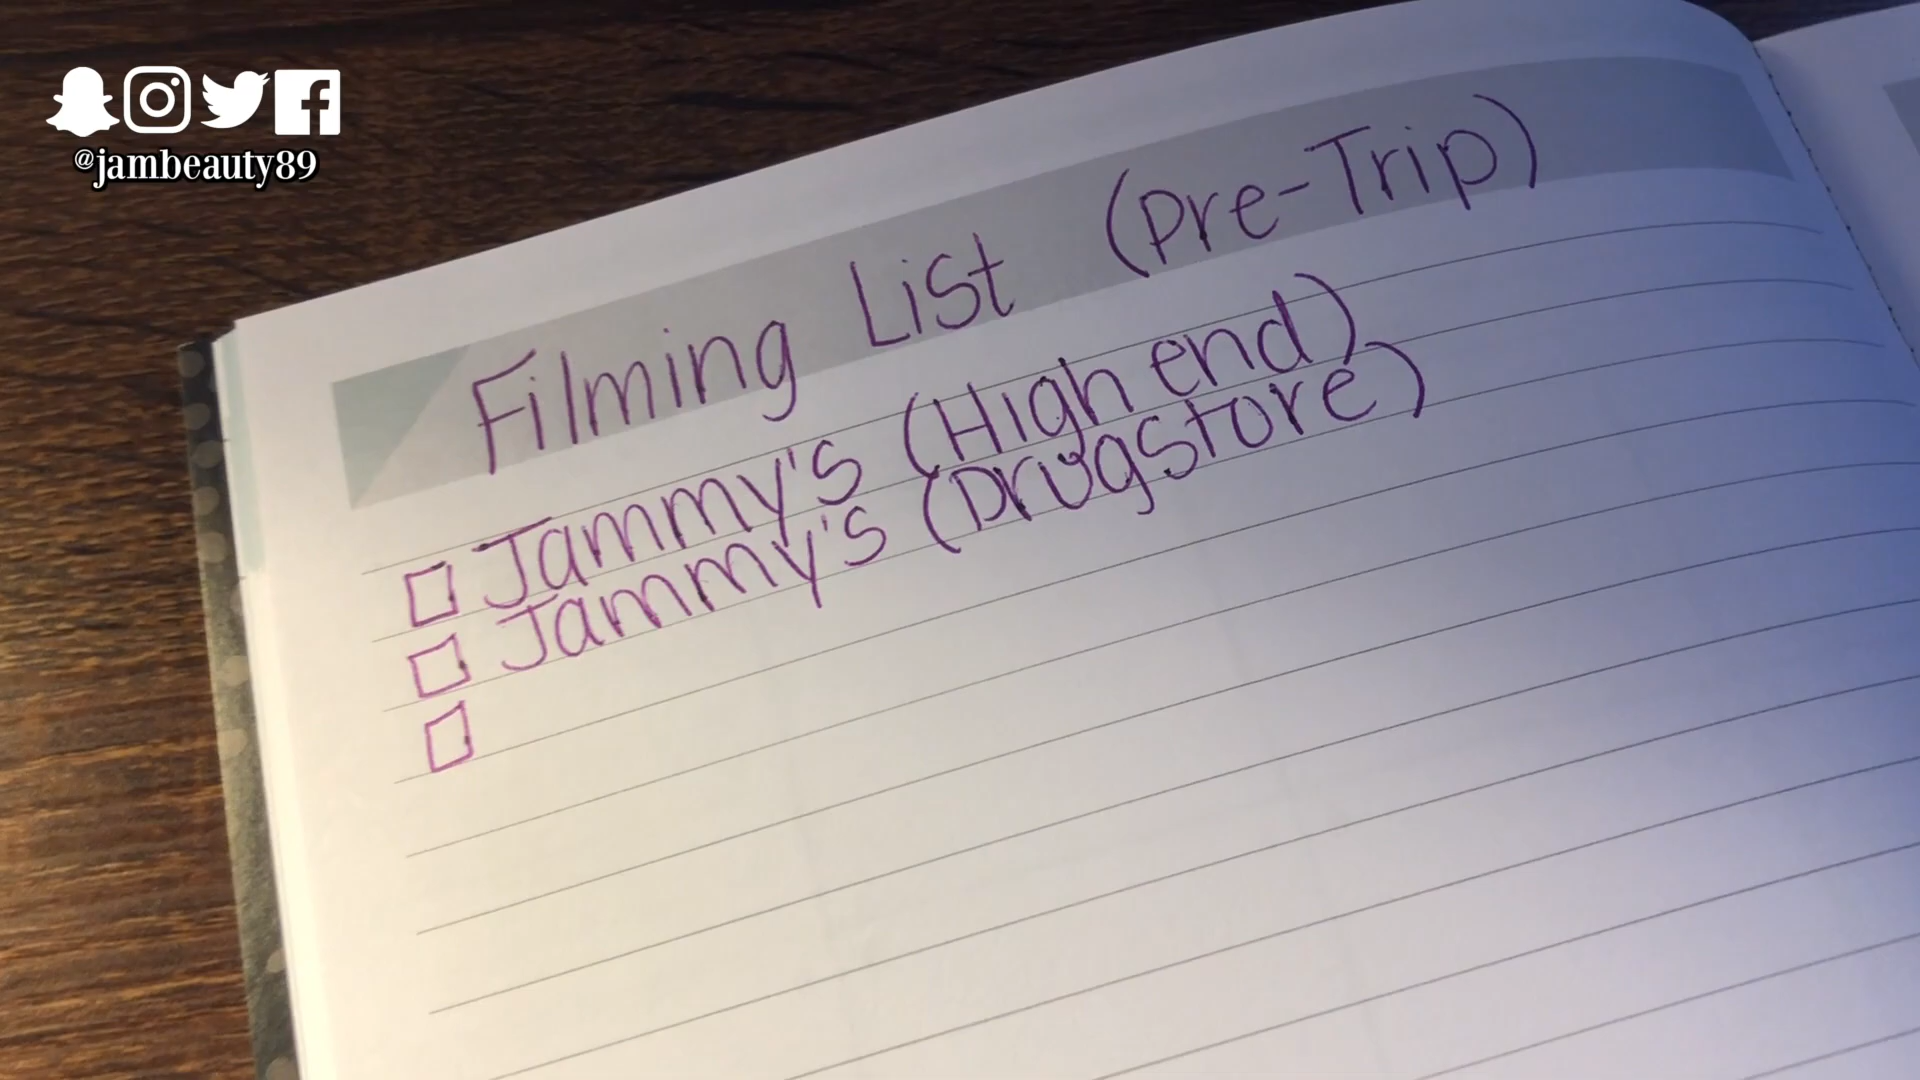 @jambeauty89
Filming List (Pre-Trip)
Jammy's (High end)
Jammy's (Drugstore)